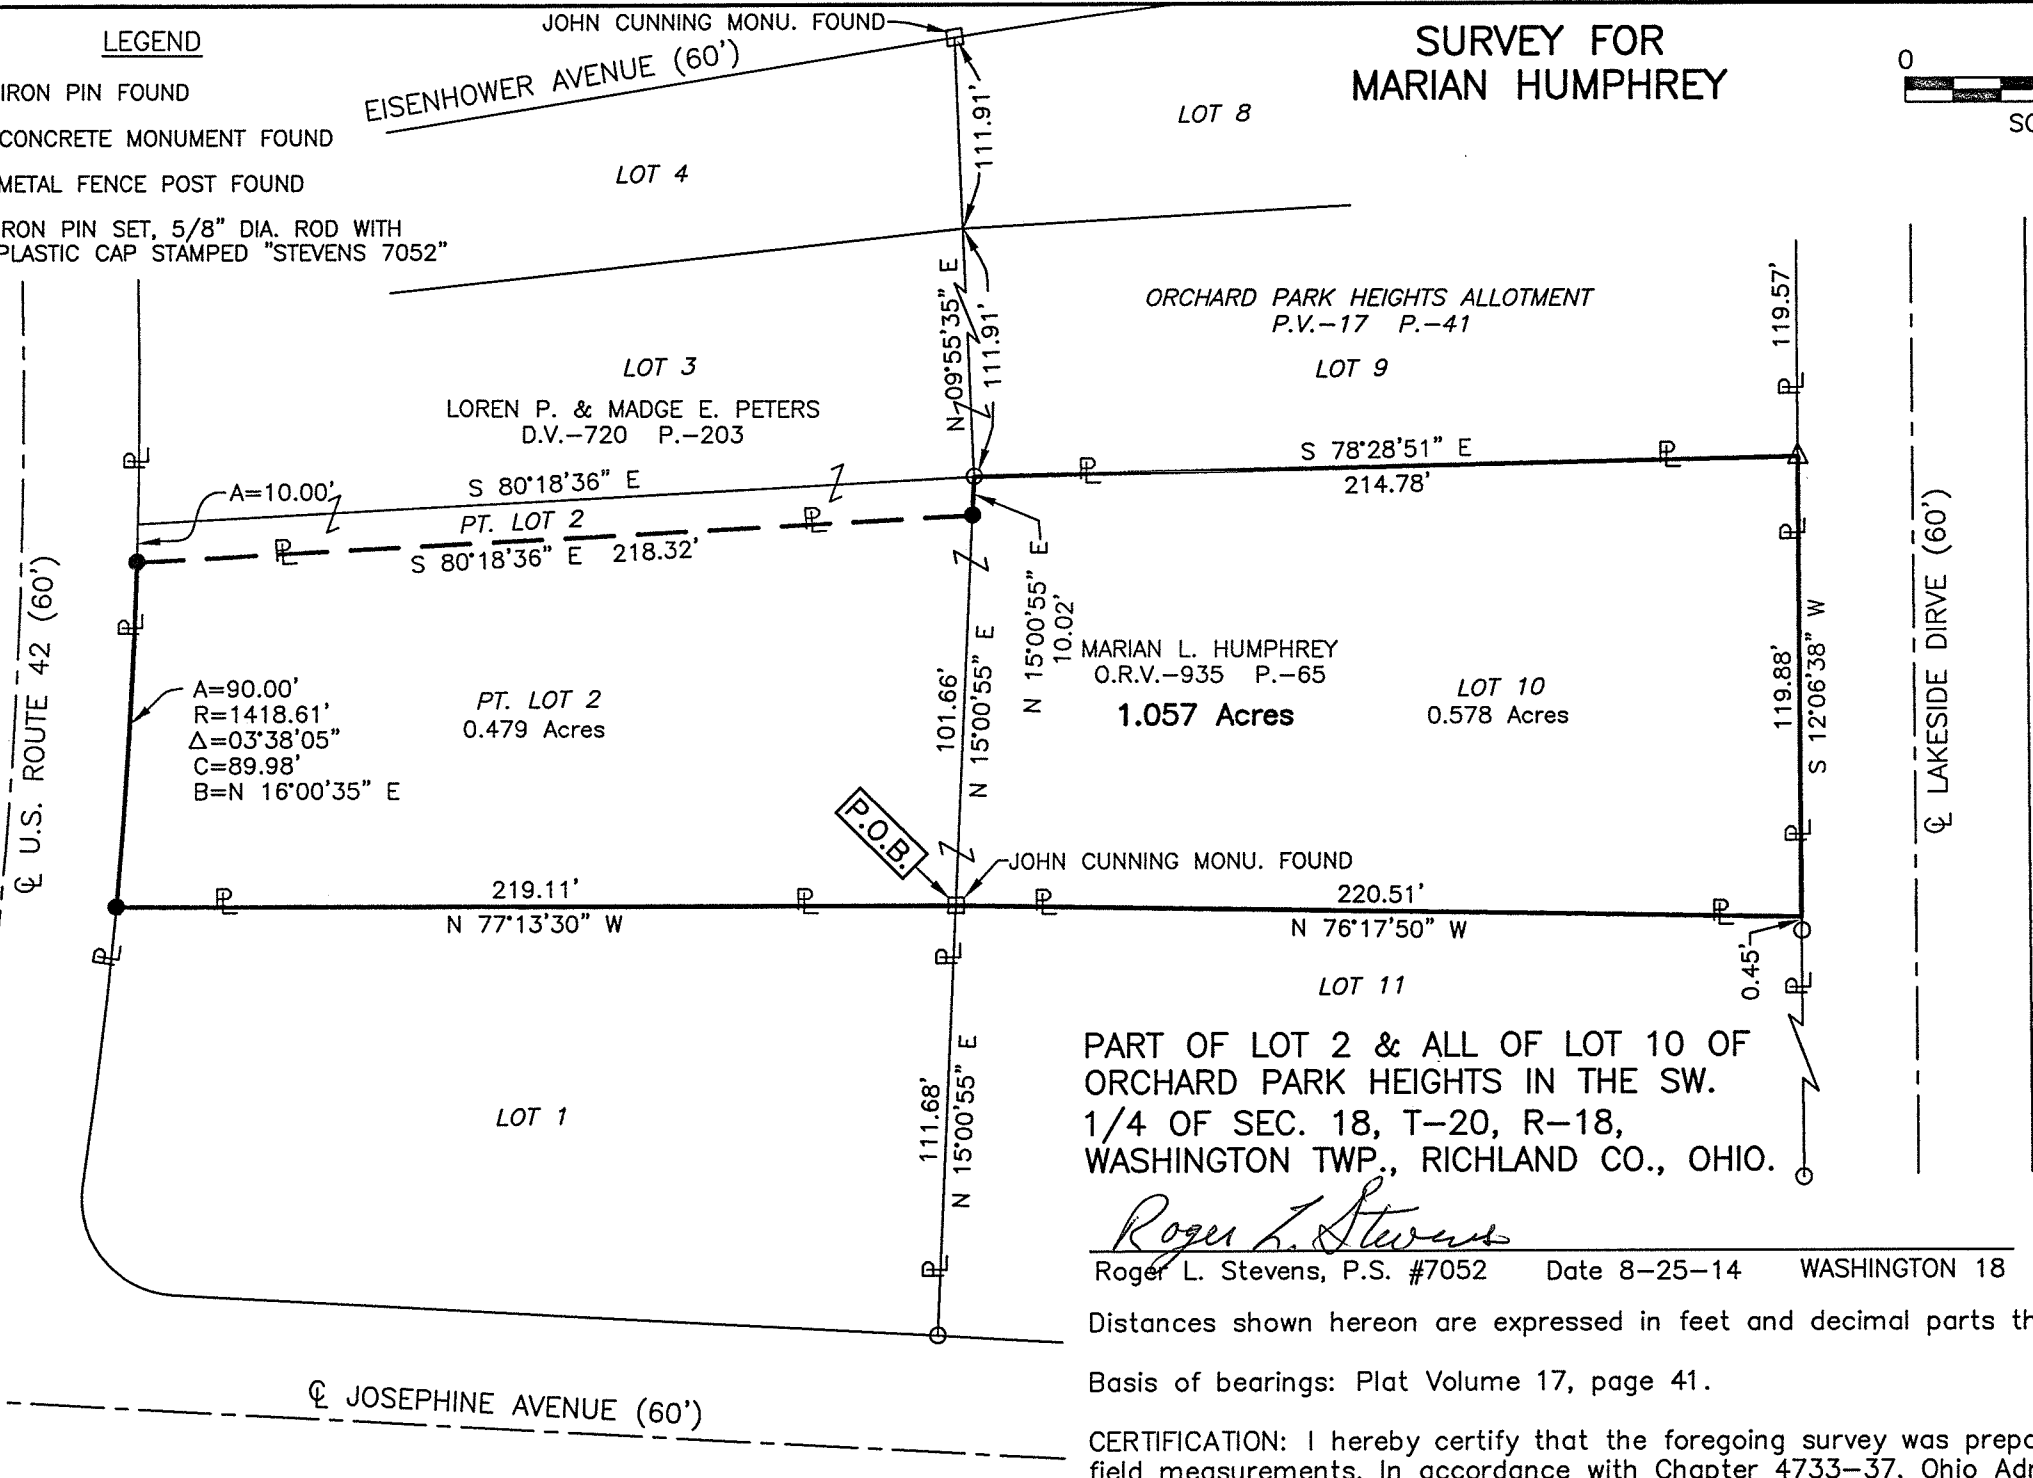 LEGEND
IRON PIN FOUND
CONCRETE MONUMENT FOUND
METAL FENCE POST FOUND
RON PIN SET, 5/8" DIA. ROD WITH
PLASTIC CAP STAMPED "STEVENS 7052"
JOHN CUNNING MONU. FOUND
EISENHOWER AVENUE (60')
SURVEY FOR
MARIAN HUMPHREY
0
SC
111.91'
LOT 8
LOT 4
N 09°55'35" E
111.91'
ORCHARD PARK HEIGHTS ALLOTMENT
P.V.-17 P.-41
LOT 9
119.57'
LOT 3
LOREN P. & MADGE E. PETERS
D.V.-720 P.-203
S 78°28'51" E
214.78'
A=10.00'
S 80°18'36" E
PT. LOT 2
S 80°18'36" E 218.32'
N 15°00'55" E
10.02'
℄ U.S. ROUTE 42 (60')
A=90.00'
R=1418.61'
Δ=03°38'05"
C=89.98'
B=N 16°00'35" E
PT. LOT 2
0.479 Acres
101.66'
N 15°00'55" E
MARIAN L. HUMPHREY
O.R.V.-935 P.-65
1.057 Acres
LOT 10
0.578 Acres
119.88'
S 12°06'38" W
℄ LAKESIDE DIRVE (60')
P.O.B.
JOHN CUNNING MONU. FOUND
219.11'
N 77°13'30" W
220.51'
N 76°17'50" W
0.45'
LOT 11
LOT 1
111.68'
N 15°00'55" E
PART OF LOT 2 & ALL OF LOT 10 OF
ORCHARD PARK HEIGHTS IN THE SW.
1/4 OF SEC. 18, T-20, R-18,
WASHINGTON TWP., RICHLAND CO., OHIO.
Roger L. Stevens
Roger L. Stevens, P.S. #7052 Date 8-25-14 WASHINGTON 18
Distances shown hereon are expressed in feet and decimal parts th
Basis of bearings: Plat Volume 17, page 41.
℄ JOSEPHINE AVENUE (60')
CERTIFICATION: I hereby certify that the foregoing survey was prepa
field measurements. In accordance with Chapter 4733-37, Ohio Adr